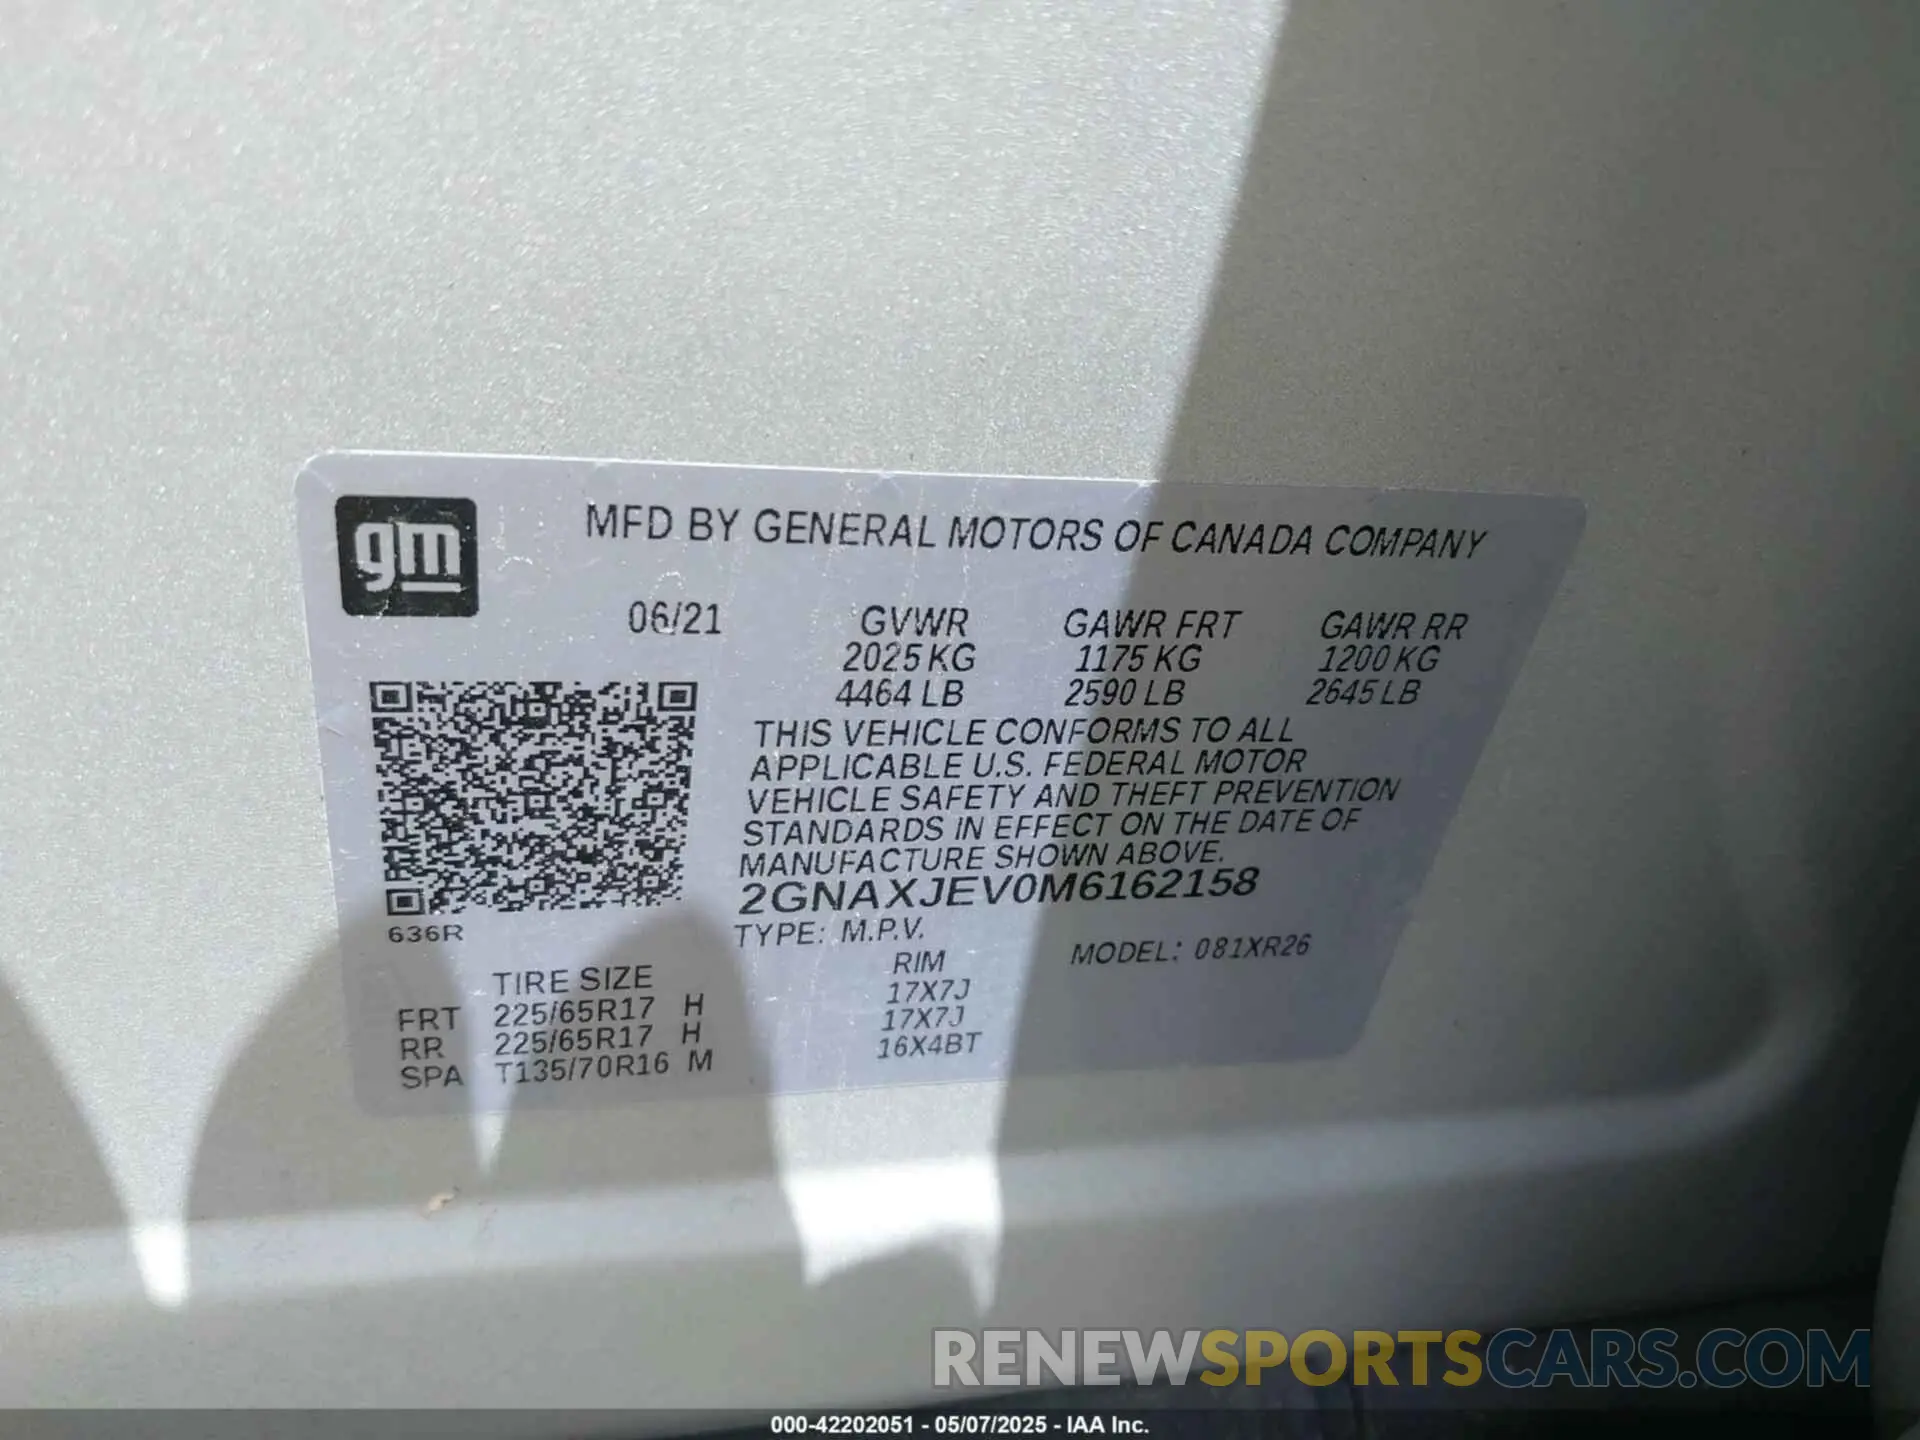 gm
MFD BY GENERAL MOTORS OF CANADA COMPANY
06/21 GVWR GAWR FRT GAWR RR
2025 KG 1175 KG 1200 KG
4464 LB 2590 LB 2645 LB
THIS VEHICLE CONFORMS TO ALL
APPLICABLE U.S. FEDERAL MOTOR
VEHICLE SAFETY AND THEFT PREVENTION
STANDARDS IN EFFECT ON THE DATE OF
MANUFACTURE SHOWN ABOVE.
2GNAXJEV0M6162158
636R
TYPE: M.P.V. MODEL: 081XR26
TIRE SIZE RIM
FRT 225/65R17 H 17X7J
RR 225/65R17 H 17X7J
SPA T135/70R16 M 16X4BT
RENEWSPORTSCARS.COM
000-42202051 - 05/07/2025 - IAA Inc.